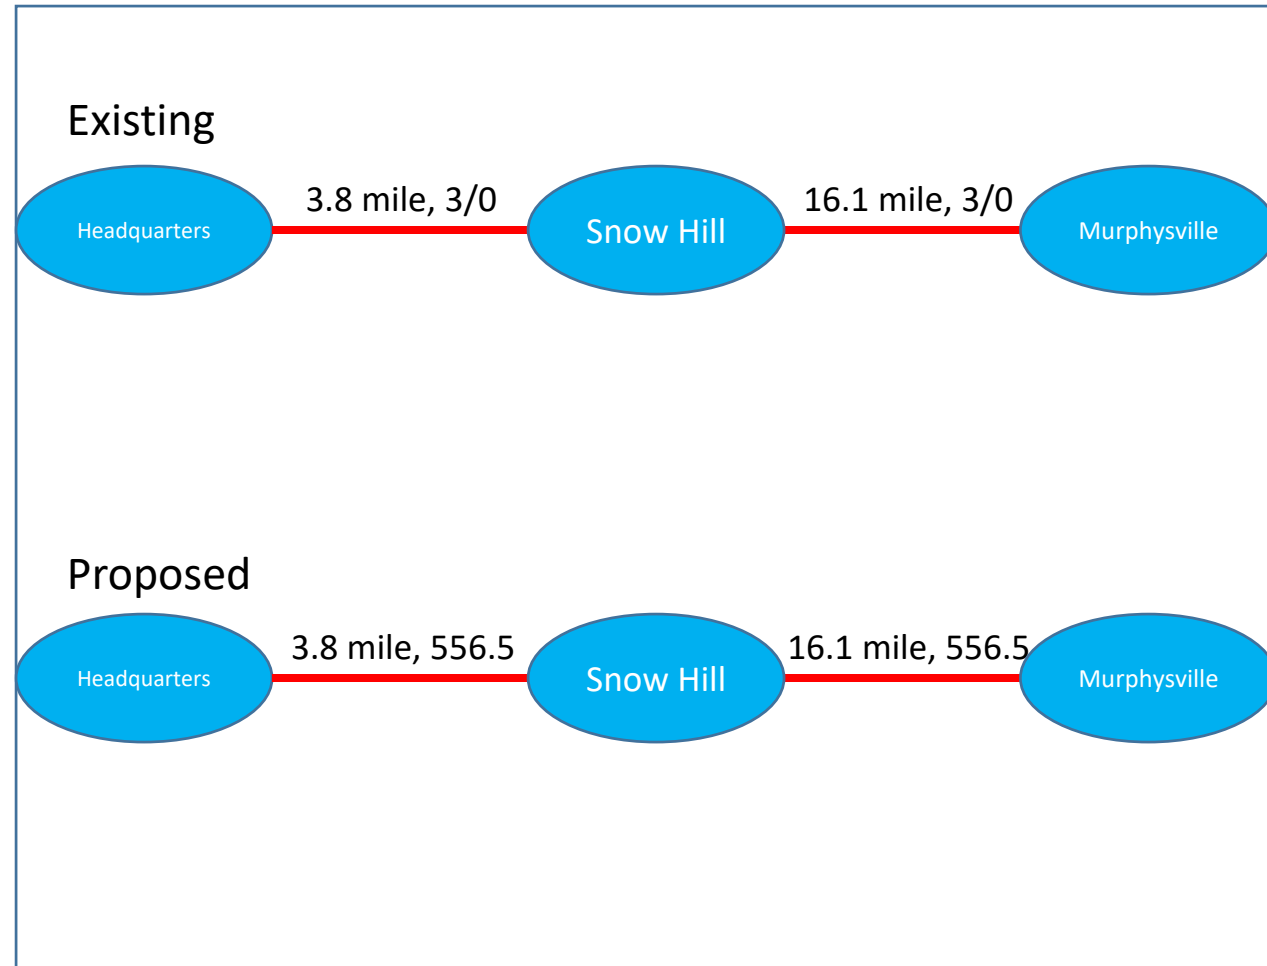 Existing
3.8 mile, 3/0
16.1 mile, 3/0
Headquarters
Snow Hill
Murphysville
Proposed
3.8 mile, 556.5
16.1 mile, 556.5
Headquarters
Snow Hill
Murphysville